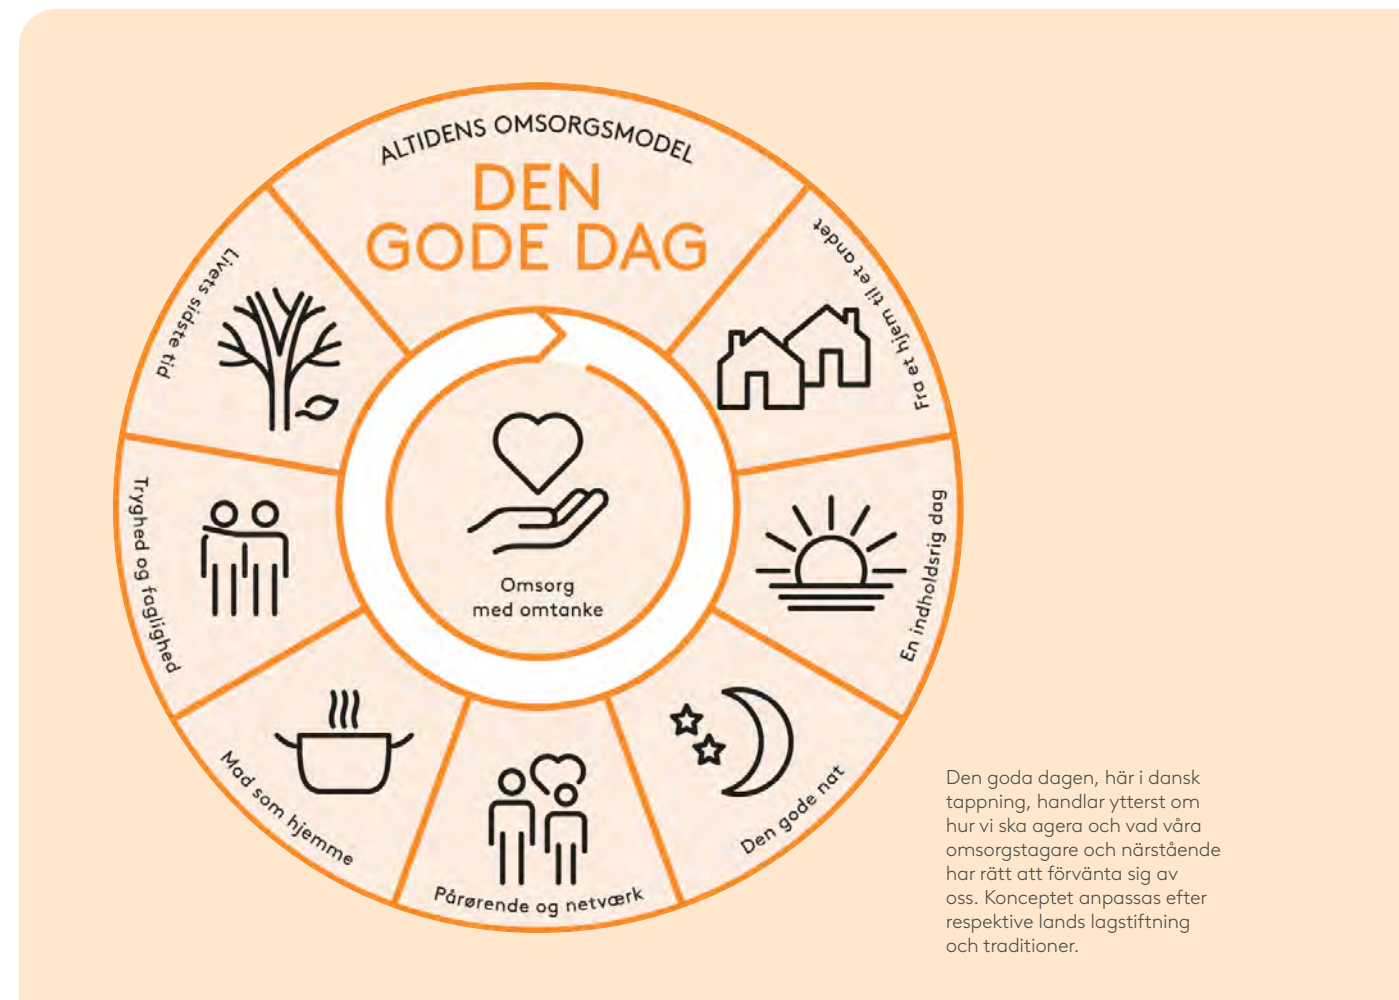 ALTIDENS OMSORGSMODEL
DEN
GODE DAG
Fra et hjem til et andet
En indholdsrig dag
Den gode nat
Pårørende og netværk
Mad som hjemme
Tryghed og faglighed
Livets sidste tid
Omsorg
med omtanke
Den goda dagen, här i dansk
tappning, handlar ytterst om
hur vi ska agera och vad våra
omsorgstagare och närstående
har rätt att förvänta sig av
oss. Konceptet anpassas efter
respektive lands lagstiftning
och traditioner.